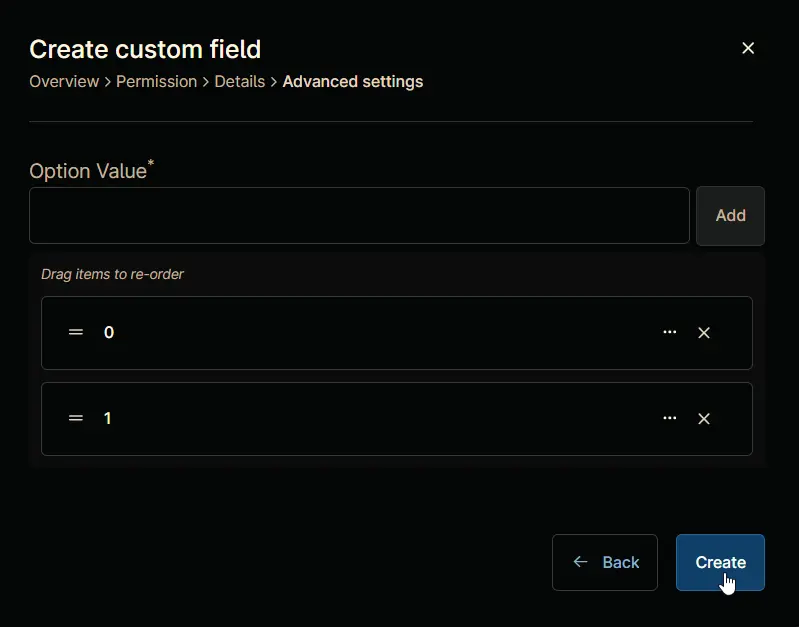 Create custom field
Overview > Permission > Details > Advanced settings
Option Value*
Add
Drag items to re-order
0
1
Back
Create